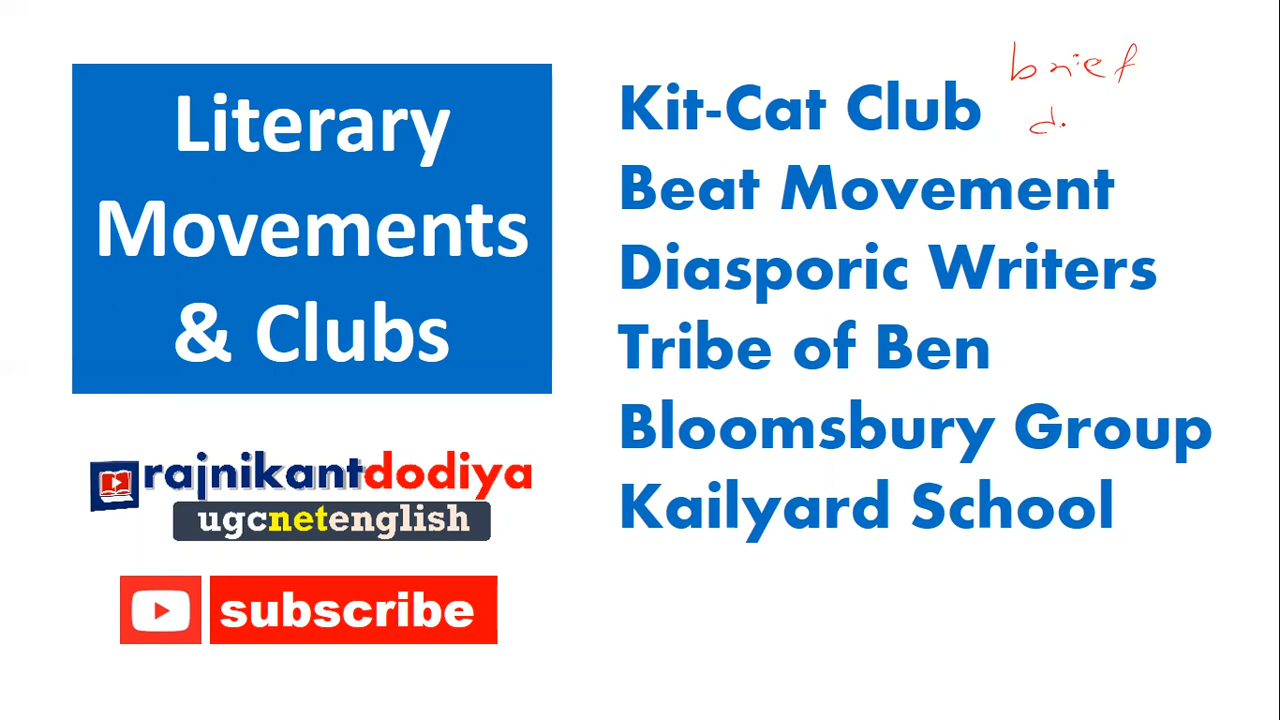 Literary
Movements
& Clubs
rajnikantdodiya
ugcnetenglish
subscribe
brief
Kit-Cat Club
d
Beat Movement
Diasporic Writers
Tribe of Ben
Bloomsbury Group
Kailyard School